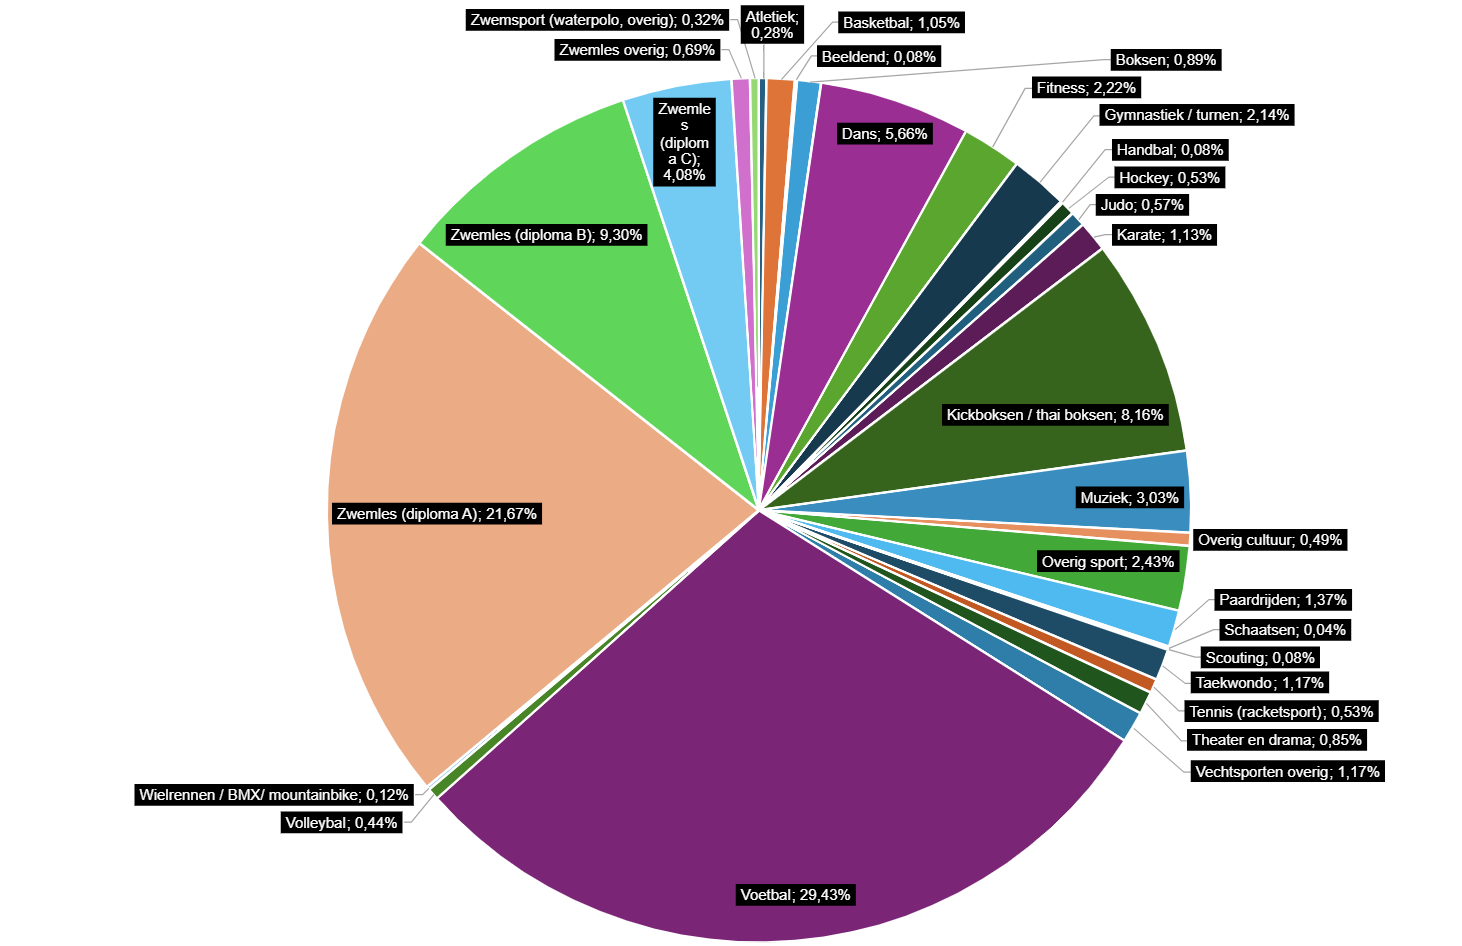 Zwemsport (waterpolo, overig); 0,32%
Atletiek;
0,28%
Basketbal; 1,05%
Zwemles overig; 0,69%
Beeldend; 0,08%
Boksen; 0,89%
Fitness; 2,22%
Zwemle
s
(diplom
a C);
4,08%
Gymnastiek / turnen; 2,14%
Dans; 5,66%
Handbal; 0,08%
Hockey; 0,53%
Judo; 0,57%
Karate; 1,13%
Zwemles (diploma B); 9,30%
Kickboksen / thai boksen; 8,16%
Muziek; 3,03%
Zwemles (diploma A); 21,67%
Overig cultuur; 0,49%
Overig sport; 2,43%
Paardrijden; 1,37%
Schaatsen; 0,04%
Scouting; 0,08%
Taekwondo; 1,17%
Tennis (racketsport); 0,53%
Theater en drama; 0,85%
Vechtsporten overig; 1,17%
Wielrennen / BMX/ mountainbike; 0,12%
Volleybal; 0,44%
Voetbal; 29,43%